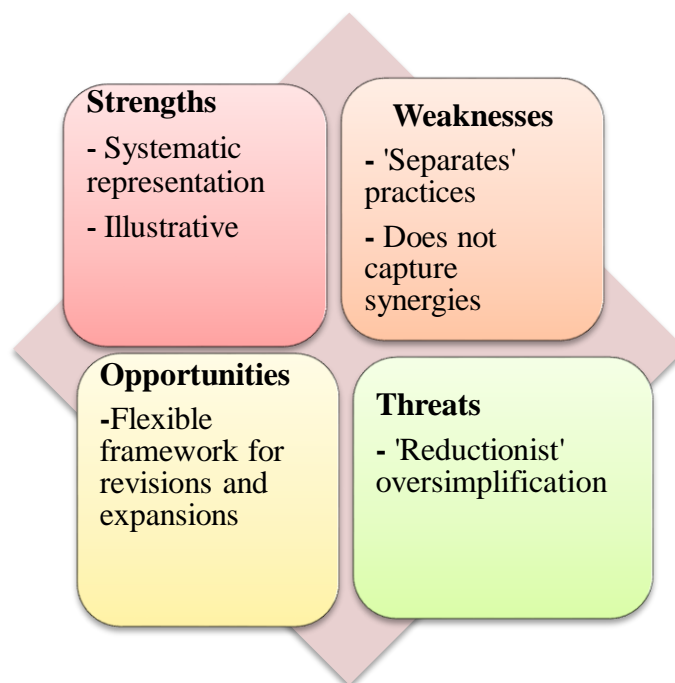 Strengths
- Systematic
representation
- Illustrative
Weaknesses
- 'Separates'
practices
- Does not
capture
synergies
Opportunities
-Flexible
framework for
revisions and
expansions
Threats
- 'Reductionist'
oversimplification